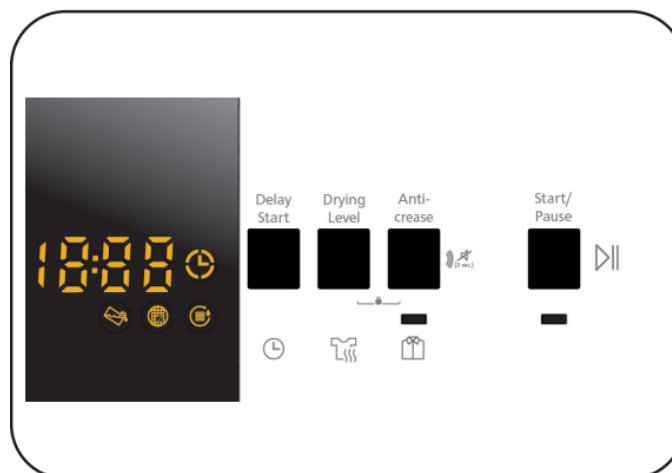 Delay
Start
Drying
Level
Anti-
crease
Start/
Pause
18:88
(3 sec.)